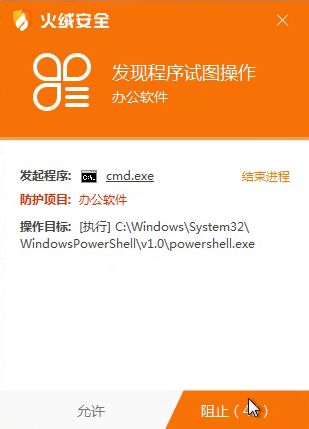 火绒安全
发现程序试图操作
办公软件
发起程序: cmd.exe 结束进程
防护项目: 办公软件
操作目标: [执行] C:\Windows\System32\
WindowsPowerShell\v1.0\powershell.exe
允许
阻止